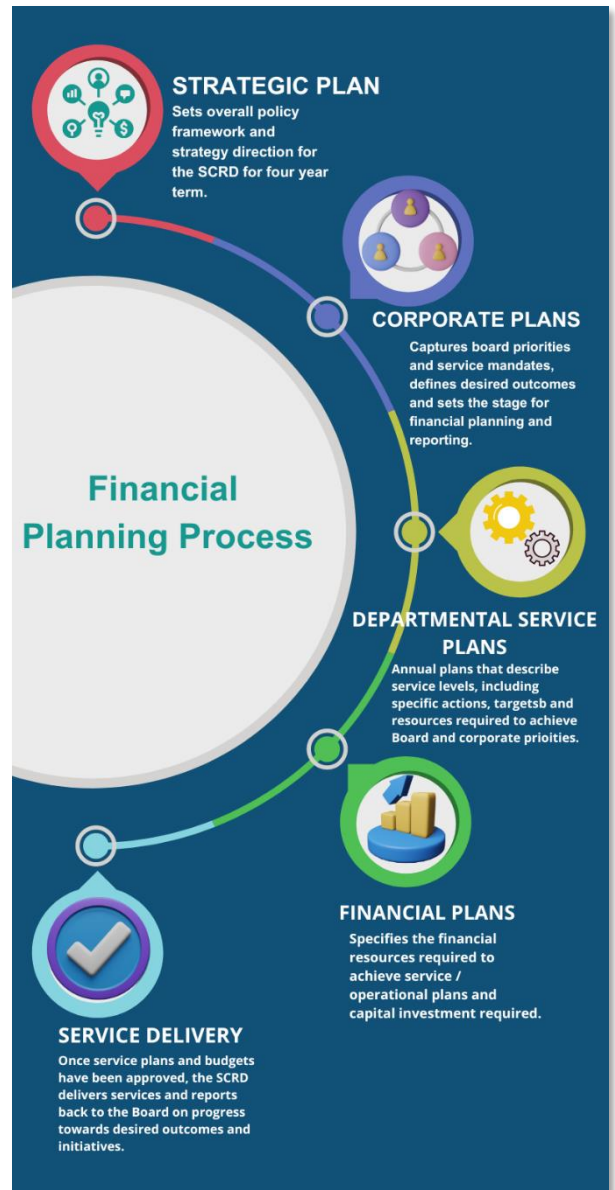 STRATEGIC PLAN
Sets overall policy
framework and
strategy direction for
the SCRD for four year
term.
CORPORATE PLANS
Captures board priorities
and service mandates,
defines desired outcomes
and sets the stage for
financial planning and
reporting.
Financial
Planning Process
DEPARTMENTAL SERVICE
PLANS
Annual plans that describe
service levels, including
specific actions, targetsb and
resources required to achieve
Board and corporate prioities.
FINANCIAL PLANS
Specifies the financial
resources required to
achieve service /
operational plans and
capital investment required.
SERVICE DELIVERY
Once service plans and budgets
have been approved, the SCRD
delivers services and reports
back to the Board on progress
towards desired outcomes and
initiatives.